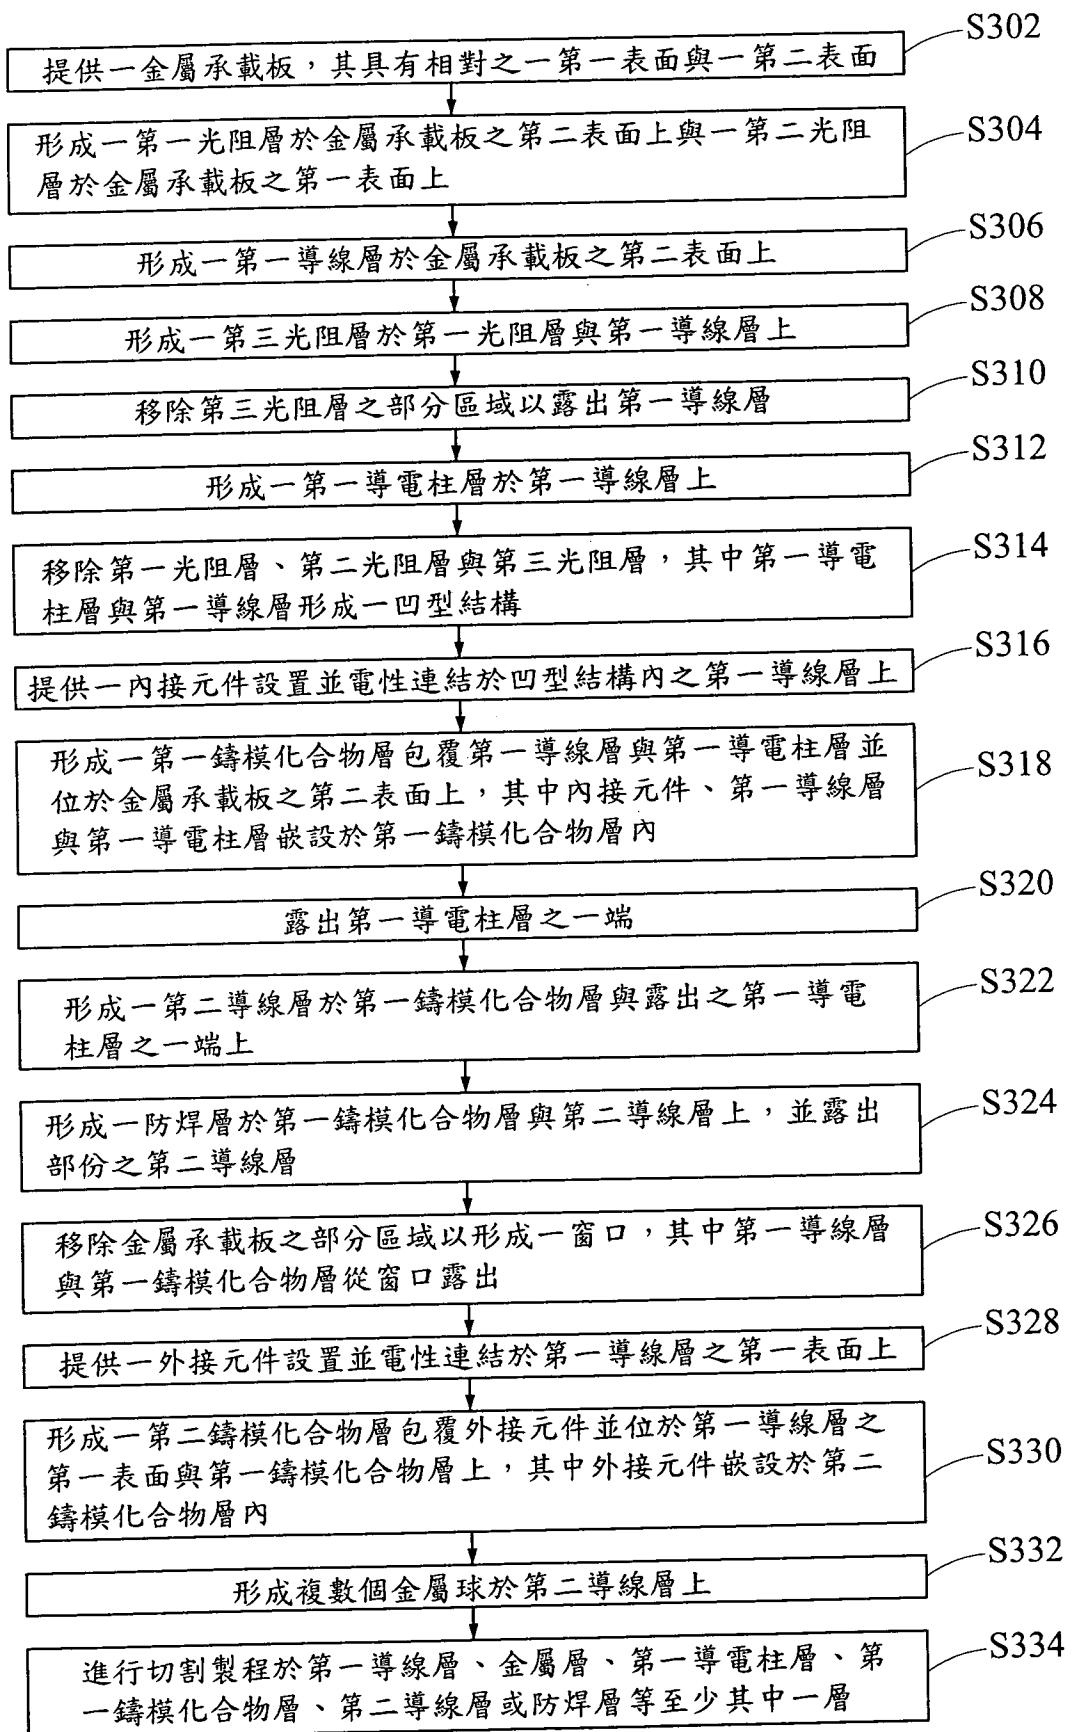 S302
提供一金屬承載板，其具有相對之一第一表面與一第二表面
S304
形成一第一光阻層於金屬承載板之第二表面上與一第二光阻
層於金屬承載板之第一表面上
S306
形成一第一導線層於金屬承載板之第二表面上
S308
形成一第三光阻層於第一光阻層與第一導線層上
S310
移除第三光阻層之部分區域以露出第一導線層
S312
形成一第一導電柱層於第一導線層上
S314
移除第一光阻層、第二光阻層與第三光阻層，其中第一導電
柱層與第一導線層形成一凹型結構
S316
提供一內接元件設置並電性連結於凹型結構內之第一導線層上
S318
形成一第一鑄模化合物層包覆第一導線層與第一導電柱層並
位於金屬承載板之第二表面上，其中內接元件、第一導線層
與第一導電柱層嵌設於第一鑄模化合物層內
S320
露出第一導電柱層之一端
S322
形成一第二導線層於第一鑄模化合物層與露出之第一導電
柱層之一端上
S324
形成一防焊層於第一鑄模化合物層與第二導線層上，並露出
部份之第二導線層
S326
移除金屬承載板之部分區域以形成一窗口，其中第一導線層
與第一鑄模化合物層從窗口露出
S328
提供一外接元件設置並電性連結於第一導線層之第一表面上
S330
形成一第二鑄模化合物層包覆外接元件並位於第一導線層之
第一表面與第一鑄模化合物層上，其中外接元件嵌設於第二
鑄模化合物層內
S332
形成複數個金屬球於第二導線層上
S334
進行切割製程於第一導線層、金屬層、第一導電柱層、第
一鑄模化合物層、第二導線層或防焊層等至少其中一層